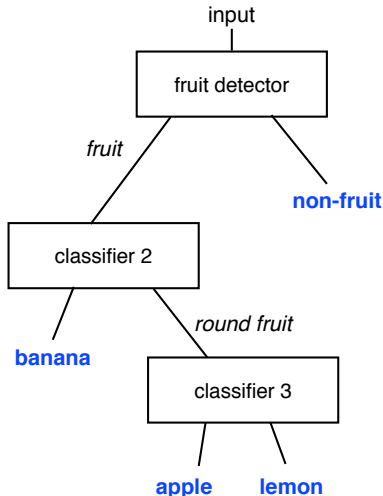 input
fruit detector
fruit
non-fruit
classifier 2
round fruit
banana
classifier 3
apple
lemon